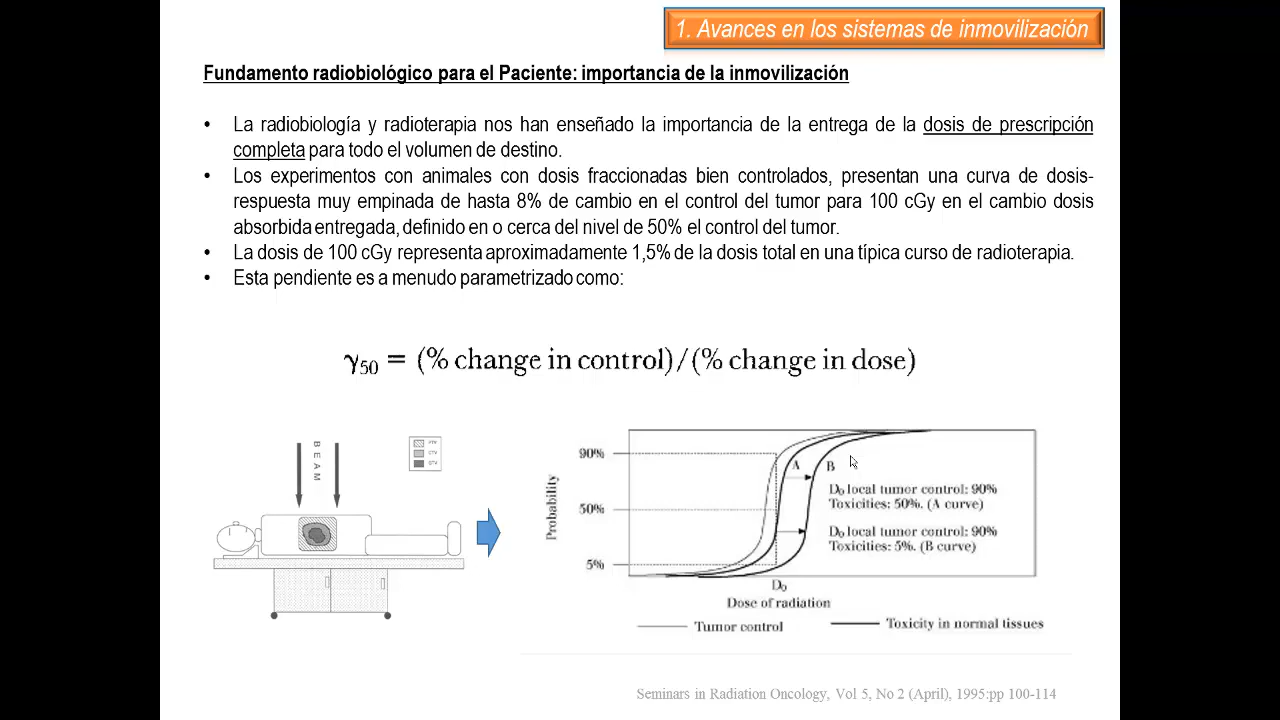 1. Avances en los sistemas de inmovilización
Fundamento radiobiológico para el Paciente: importancia de la inmovilización
• La radiobiología y radioterapia nos han enseñado la importancia de la entrega de la dosis de prescripción
completa para todo el volumen de destino.
• Los experimentos con animales con dosis fraccionadas bien controlados, presentan una curva de dosis-
respuesta muy empinada de hasta 8% de cambio en el control del tumor para 100 cGy en el cambio dosis
absorbida entregada, definido en o cerca del nivel de 50% el control del tumor.
• La dosis de 100 cGy representa aproximadamente 1,5% de la dosis total en una típica curso de radioterapia.
• Esta pendiente es a menudo parametrizado como:
γ50 = (% change in control)/(% change in dose)
BEAM
PTV
CTV
GTV
Probability
90%
50%
5%
A
B
D0 local tumor control: 90%
Toxicities: 50%. (A curve)
D0 local tumor control: 90%
Toxicities: 5%. (B curve)
D0
Dose of radiation
Tumor control
Toxicity in normal tissues
Seminars in Radiation Oncology, Vol 5, No 2 (April), 1995:pp 100-114